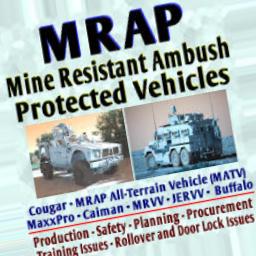 MRAP
Mine Resistant Ambush
Protected Vehicles
Cougar • MRAP All-Terrain Vehicle (MATV)
MaxxPro • Caiman • MRVV • JERVV • Buffalo
Production • Safety • Planning • Procurement
Training Issues • Rollover and Door Lock Issues